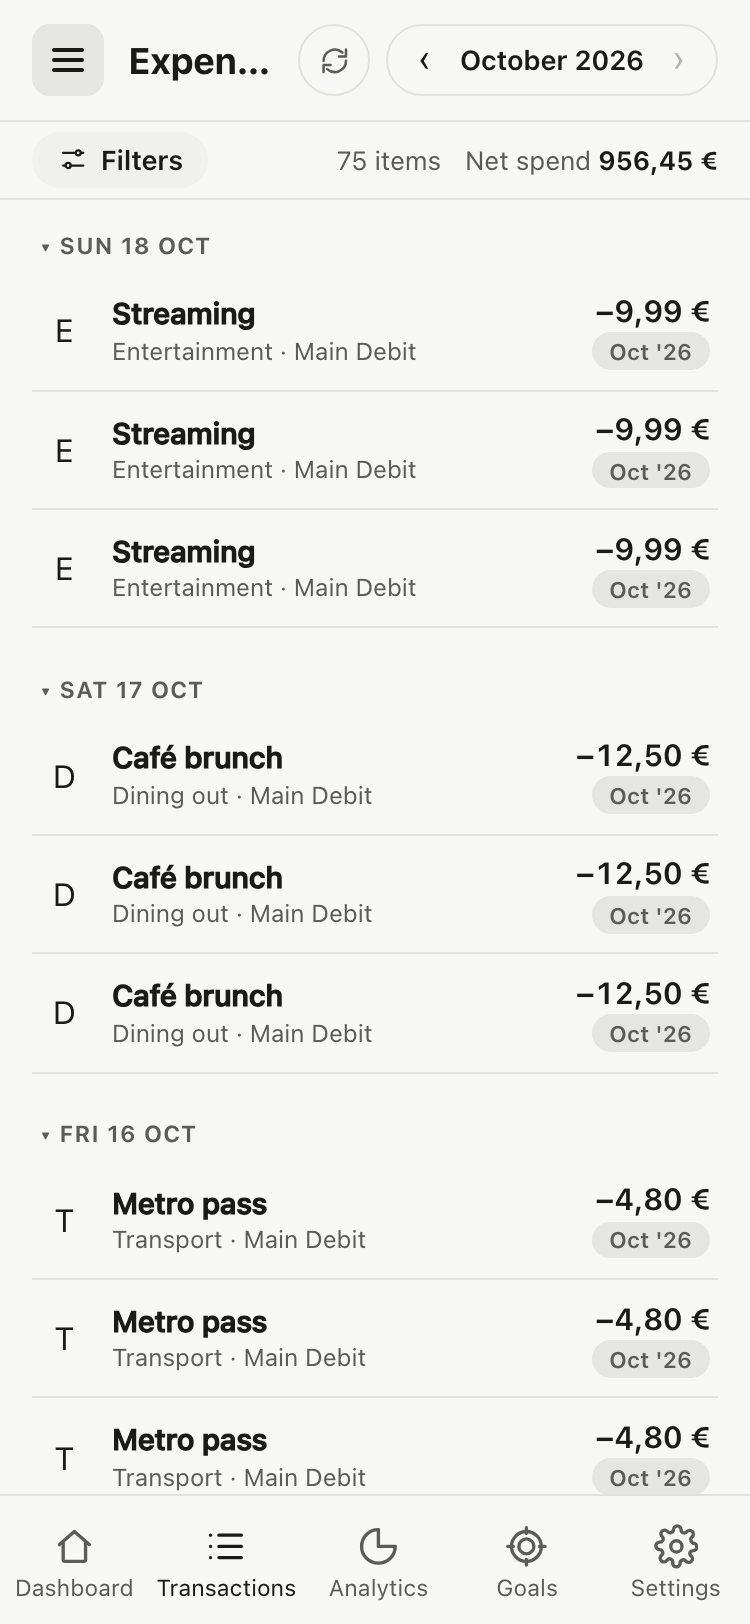 Expen...
‹ October 2026 ›
Filters
75 items Net spend 956,45 €
▾ SUN 18 OCT
E
Streaming
−9,99 €
Entertainment · Main Debit
Oct '26
E
Streaming
−9,99 €
Entertainment · Main Debit
Oct '26
E
Streaming
−9,99 €
Entertainment · Main Debit
Oct '26
▾ SAT 17 OCT
D
Café brunch
−12,50 €
Dining out · Main Debit
Oct '26
D
Café brunch
−12,50 €
Dining out · Main Debit
Oct '26
D
Café brunch
−12,50 €
Dining out · Main Debit
Oct '26
▾ FRI 16 OCT
T
Metro pass
−4,80 €
Transport · Main Debit
Oct '26
T
Metro pass
−4,80 €
Transport · Main Debit
Oct '26
T
Metro pass
−4,80 €
Transport · Main Debit
Oct '26
Dashboard
Transactions
Analytics
Goals
Settings